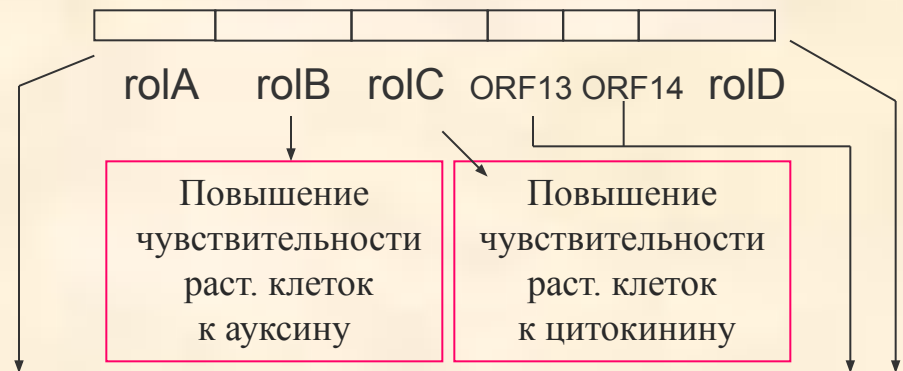 rolA rolB rolC ORF13 ORF14 rolD
Повышение
чувствительности
раст. клеток
к ауксину
Повышение
чувствительности
раст. клеток
к цитокинину